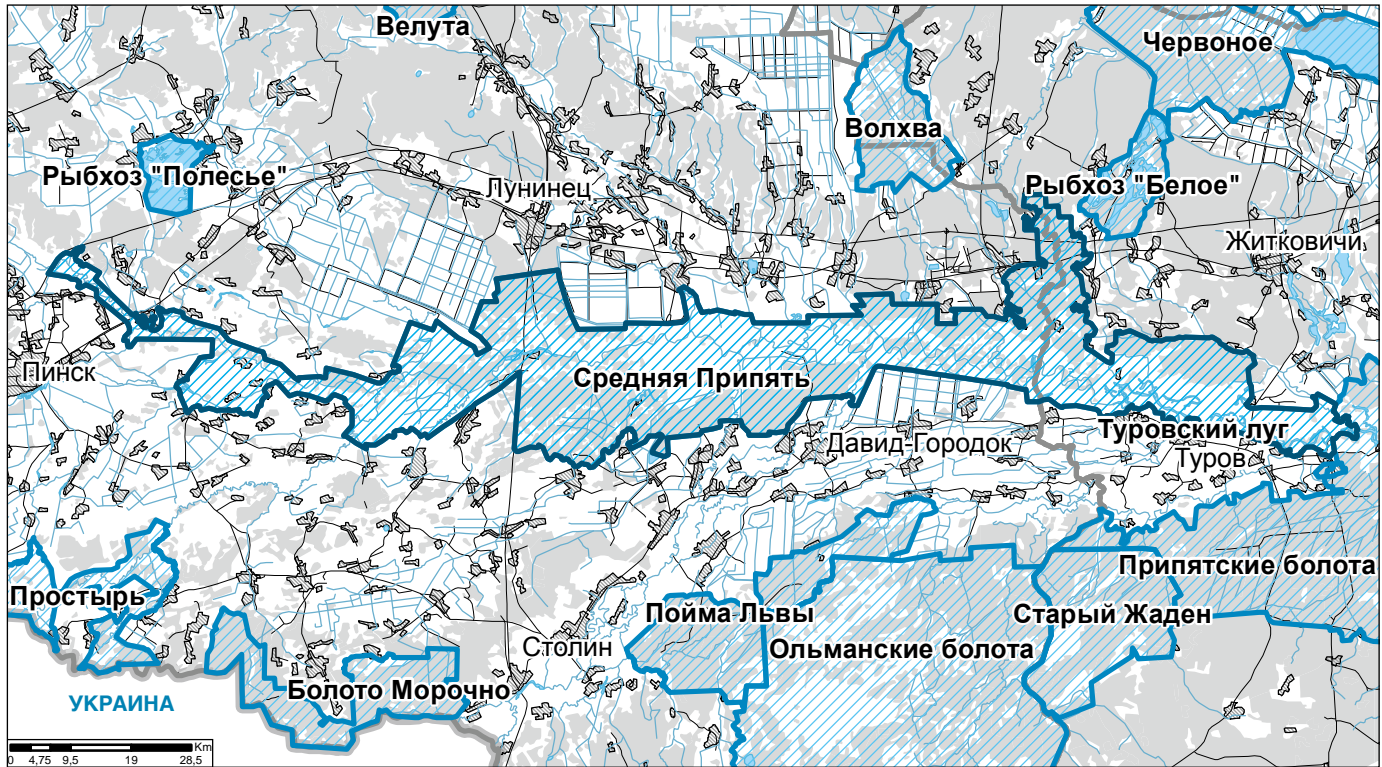 Велута
Червоное
Волхва
Рыбхоз "Полесье"
Лунинец
Рыбхоз "Белое"
Житковичи
Пинск
Средняя Припять
Туровский луг
Давид-Городок
Туров
Припятские болота
Простырь
Пойма Львы
Старый Жаден
Столин
Ольманские болота
Болото Морочно
УКРАИНА
Km
0 4,75 9,5 19 28,5